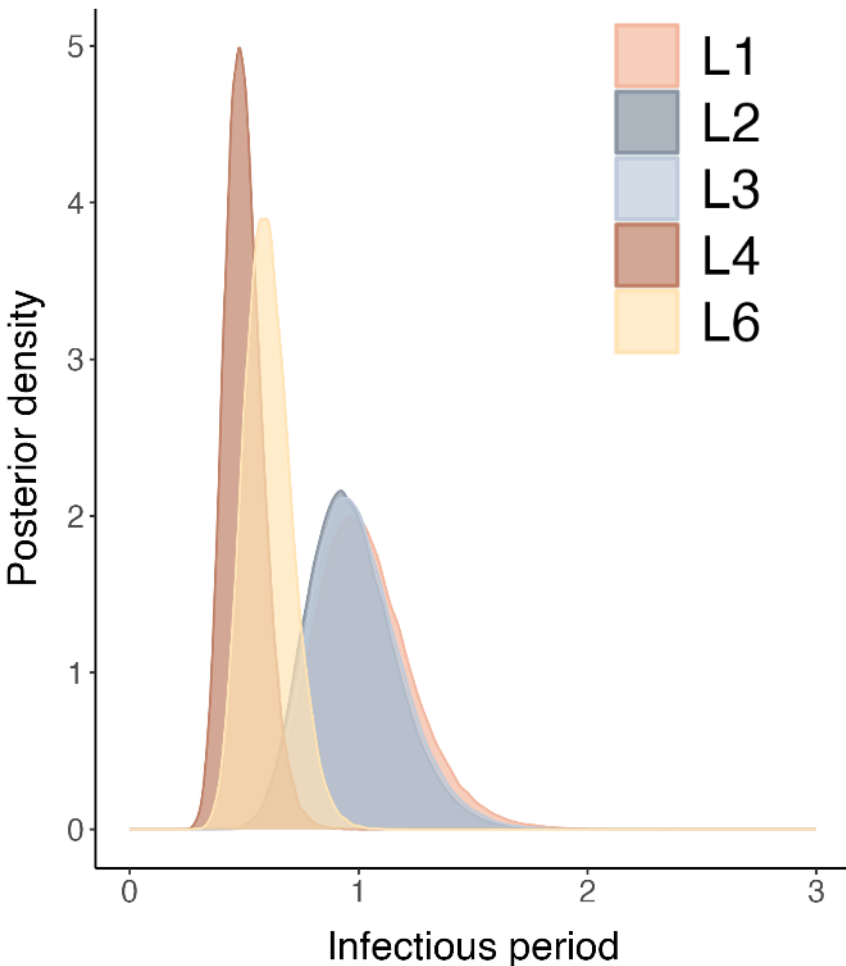 5
4
3
2
1
0
Posterior density
L1
L2
L3
L4
L6
0 1 2 3
Infectious period